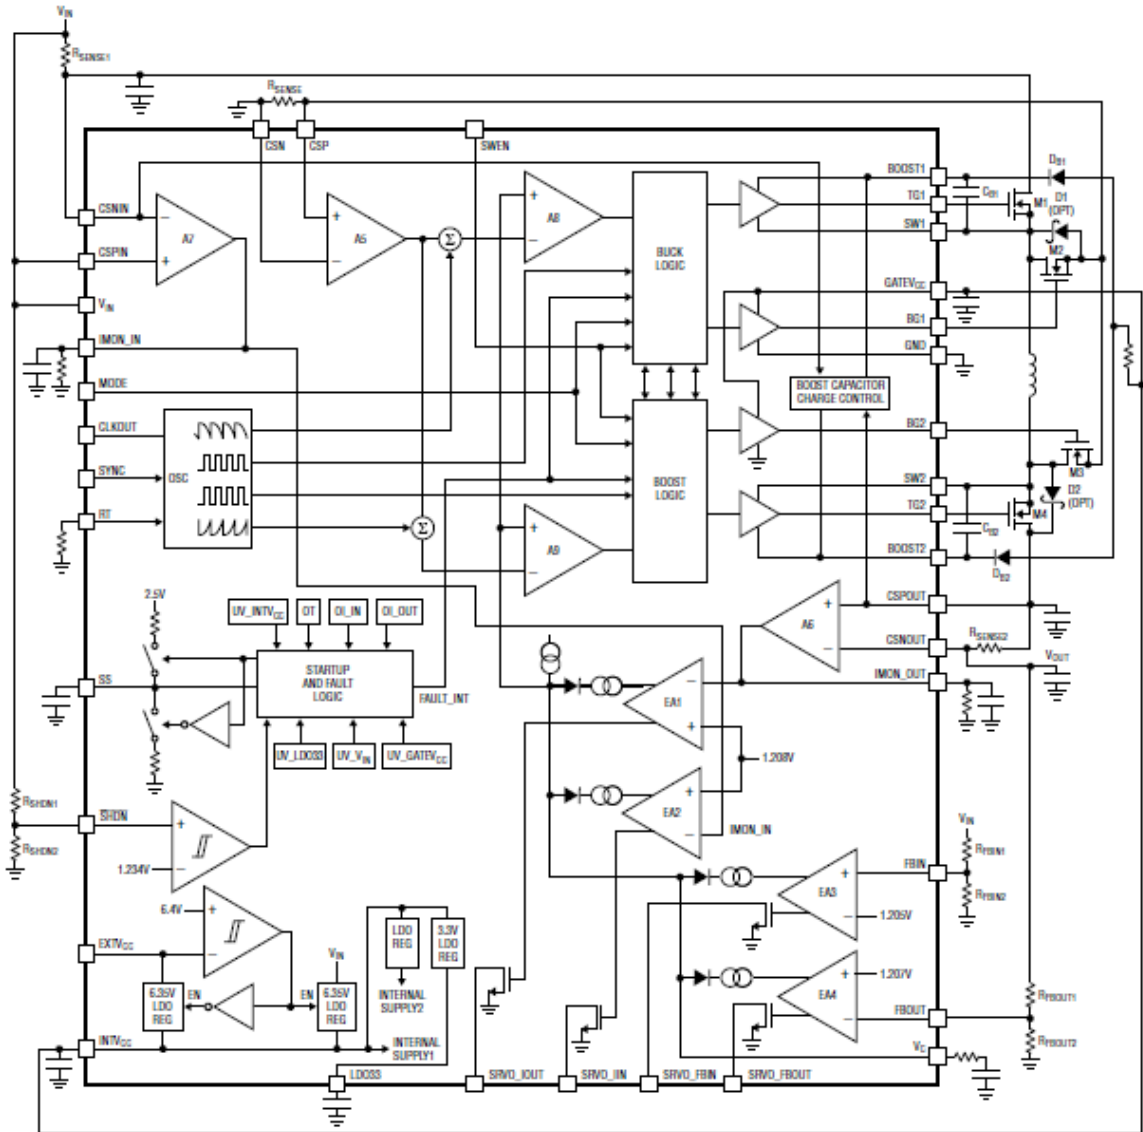 VIN
RSENSE1
RSENSE
CSN
CSP
SWEN
CSNIN
CSPIN
VIN
IMON_IN
MODE
CLKOUT
SYNC
RT
A7
A5
Σ
A8
BUCK
LOGIC
BOOST1
TG1
SW1
GATEVCC
BG1
GND
DB1
CB1
M1
D1
(OPT)
M2
BOOST CAPACITOR
CHARGE CONTROL
OSC
Σ
A9
BOOST
LOGIC
BG2
SW2
TG2
BOOST2
M3
D2
(OPT)
M4
CB2
DB2
2.5V
UV_INTVCC
OT
OI_IN
OI_OUT
STARTUP
AND FAULT
LOGIC
FAULT_INT
SS
UV_LDO33
UV_VIN
UV_GATEVCC
A6
CSPOUT
CSNOUT
RSENSE2
VOUT
IMON_OUT
EA1
1.208V
EA2
IMON_IN
RSHDN1
SHDN
RSHDN2
1.234V
VIN
RFBIN1
FBIN
RFBIN2
EA3
1.205V
6.4V
EXTVCC
6.35V
LDO
REG
EN
EN
VIN
6.35V
LDO
REG
LDO
REG
3.3V
LDO
REG
INTERNAL
SUPPLY2
INTERNAL
SUPPLY1
INTVCC
LDO33
EA4
1.207V
FBOUT
RFBOUT1
RFBOUT2
VC
SRVO_IOUT
SRVO_IIN
SRVO_FBIN
SRVO_FBOUT